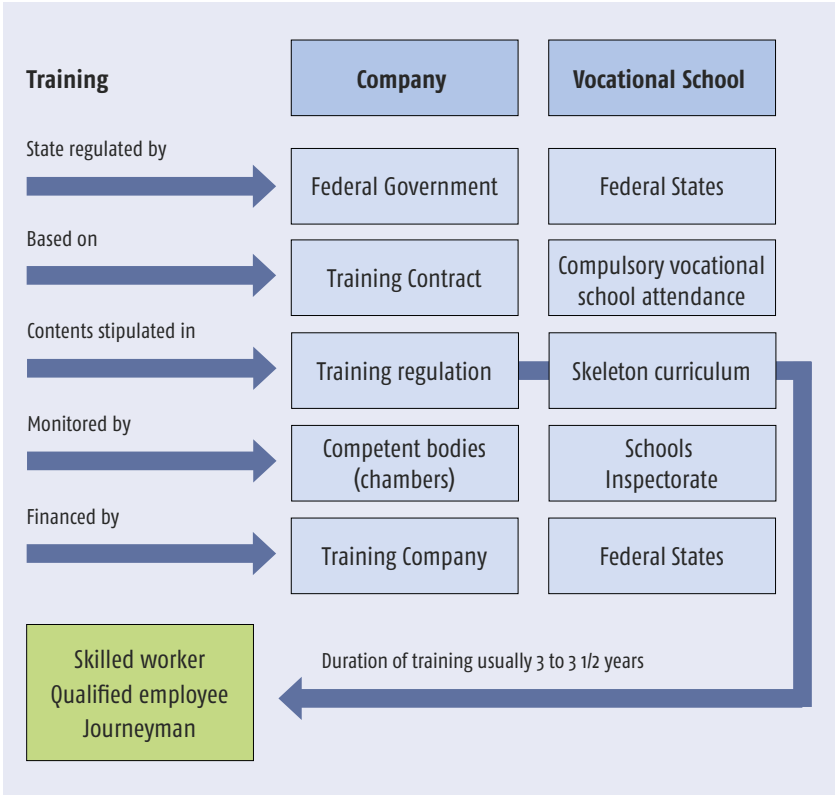 Training
Company
Vocational School
State regulated by
Federal Government
Federal States
Based on
Training Contract
Compulsory vocational
school attendance
Contents stipulated in
Training regulation
Skeleton curriculum
Monitored by
Competent bodies
(chambers)
Schools
Inspectorate
Financed by
Training Company
Federal States
Skilled worker
Qualified employee
Journeyman
Duration of training usually 3 to 3 1/2 years